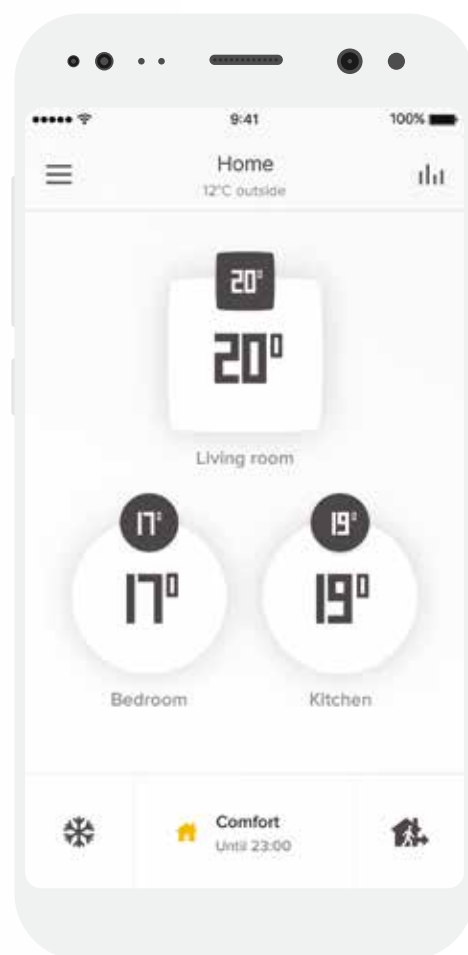 9:41
100%
Home
12°C outside
20°
20°
Living room
17°
19°
17°
19°
Bedroom
Kitchen
Comfort
Until 23:00